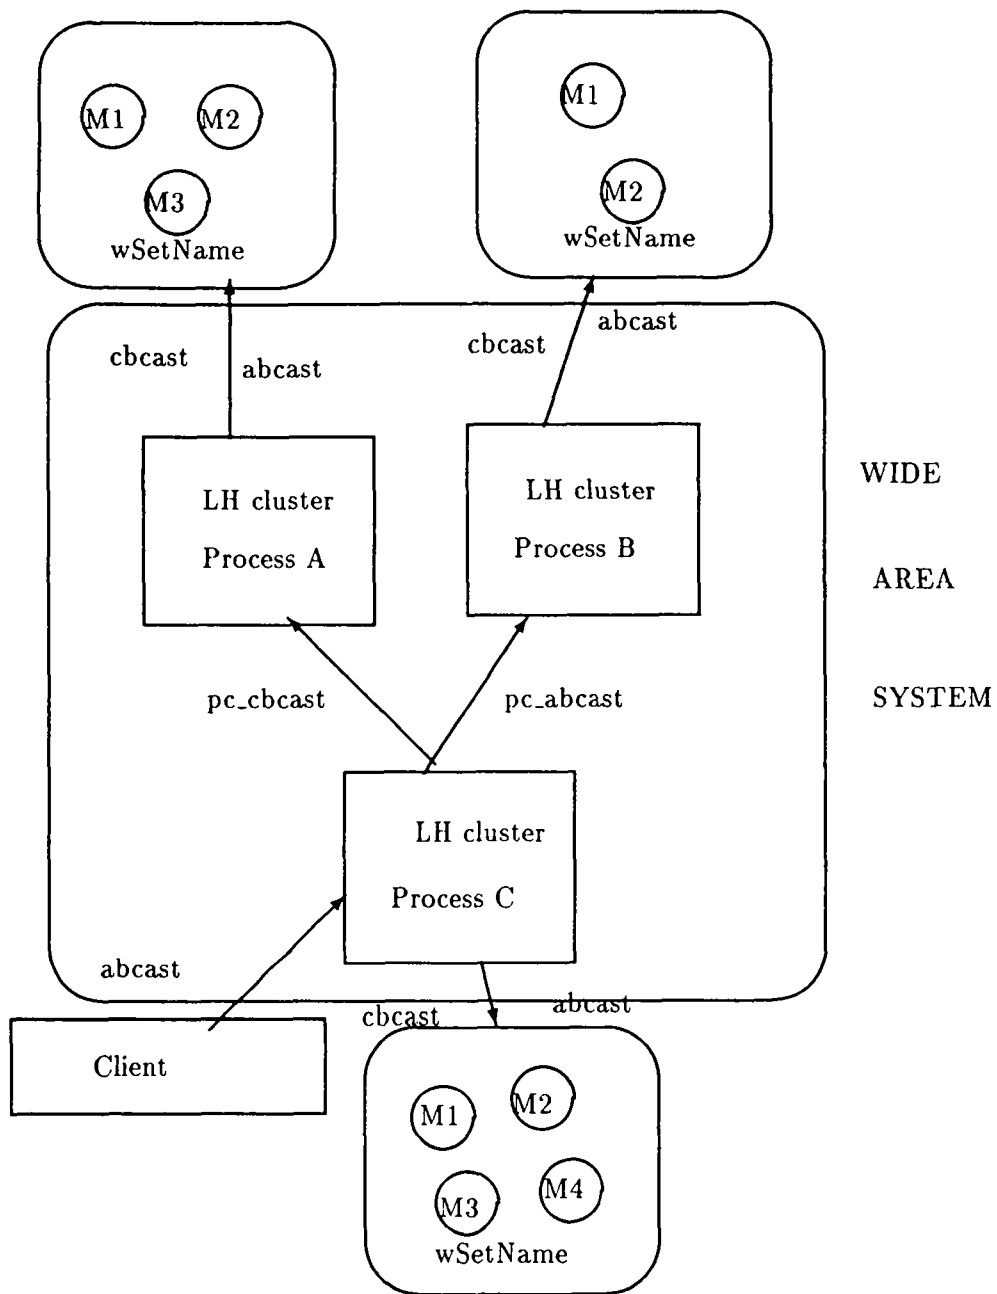 M1
M2
M3
wSetName
M1
M2
wSetName
cbcast
abcast
cbcast
abcast
LH cluster
Process A
LH cluster
Process B
WIDE
AREA
SYSTEM
pc_cbcast
pc_abcast
LH cluster
Process C
abcast
Client
cbcast
abcast
M1
M2
M3
M4
wSetName